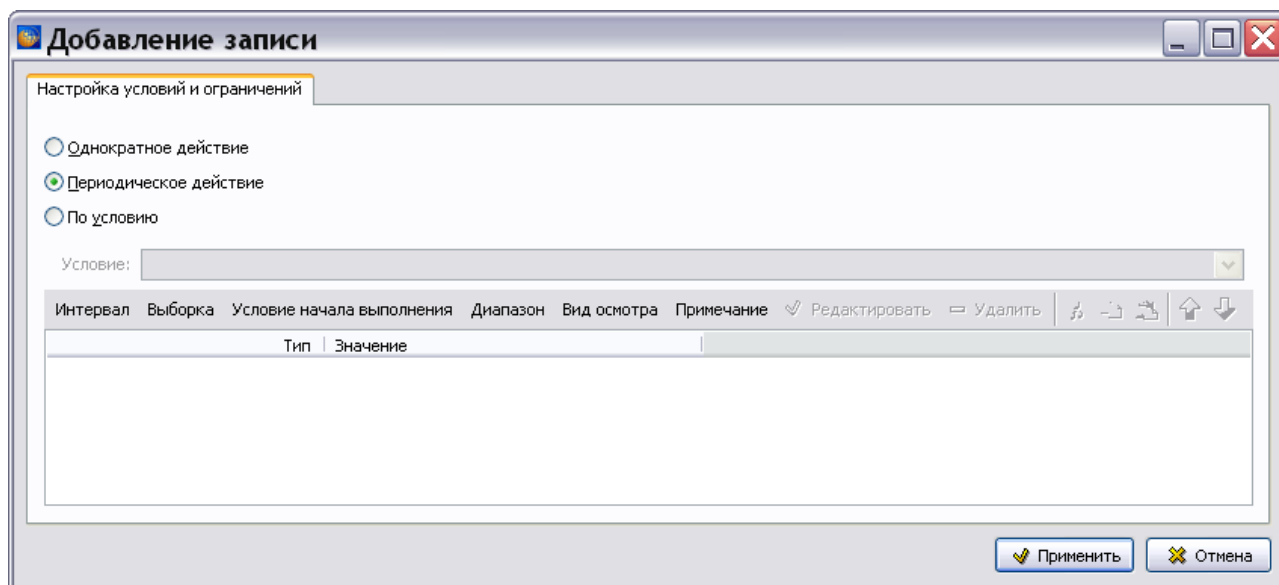 Добавление записи
Настройка условий и ограничений
Однократное действие
Периодическое действие
По условию
Условие:
Интервал Выборка Условие начала выполнения Диапазон Вид осмотра Примечание Редактировать Удалить
Тип Значение
Применить Отмена